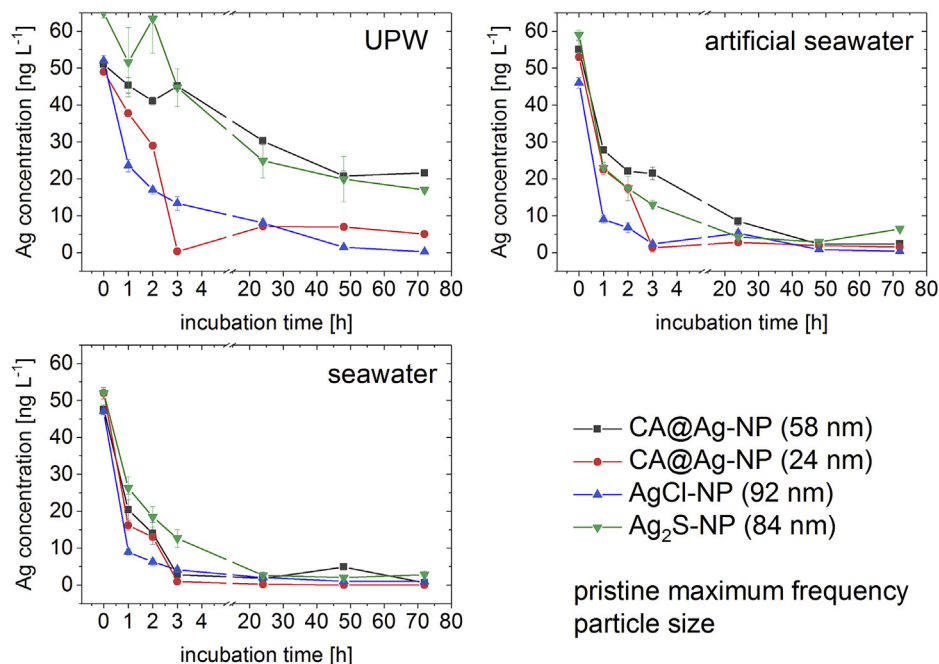 UPW
60
50
40
30
20
10
0
Ag concentration [ng L⁻¹]
0 1 2 3 4 20 30 40 50 60 70 80
incubation time [h]
artificial seawater
60
50
40
30
20
10
0
Ag concentration [ng L⁻¹]
0 1 2 3 4 20 30 40 50 60 70 80
incubation time [h]
seawater
60
50
40
30
20
10
0
Ag concentration [ng L⁻¹]
0 1 2 3 4 20 30 40 50 60 70 80
incubation time [h]
CA@Ag-NP (58 nm)
CA@Ag-NP (24 nm)
AgCl-NP (92 nm)
Ag₂S-NP (84 nm)
pristine maximum frequency
particle size